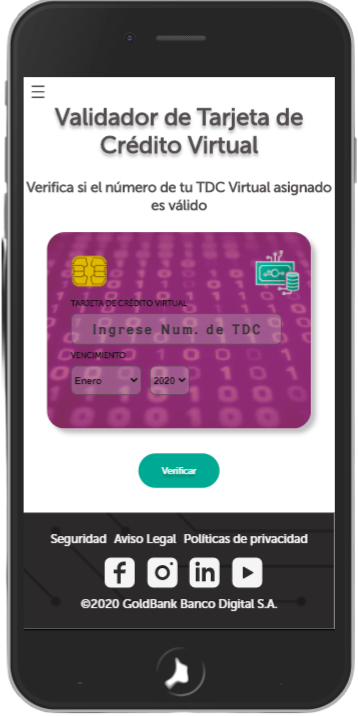 Validador de Tarjeta de
Crédito Virtual
Verifica si el número de tu TDC Virtual asignado
es válido
TARJETA DE CRÉDITO VIRTUAL
Ingrese Num. de TDC
VENCIMIENTO
Enero 2020
Verificar
Seguridad Aviso Legal Políticas de privacidad
©2020 GoldBank Banco Digital S.A.